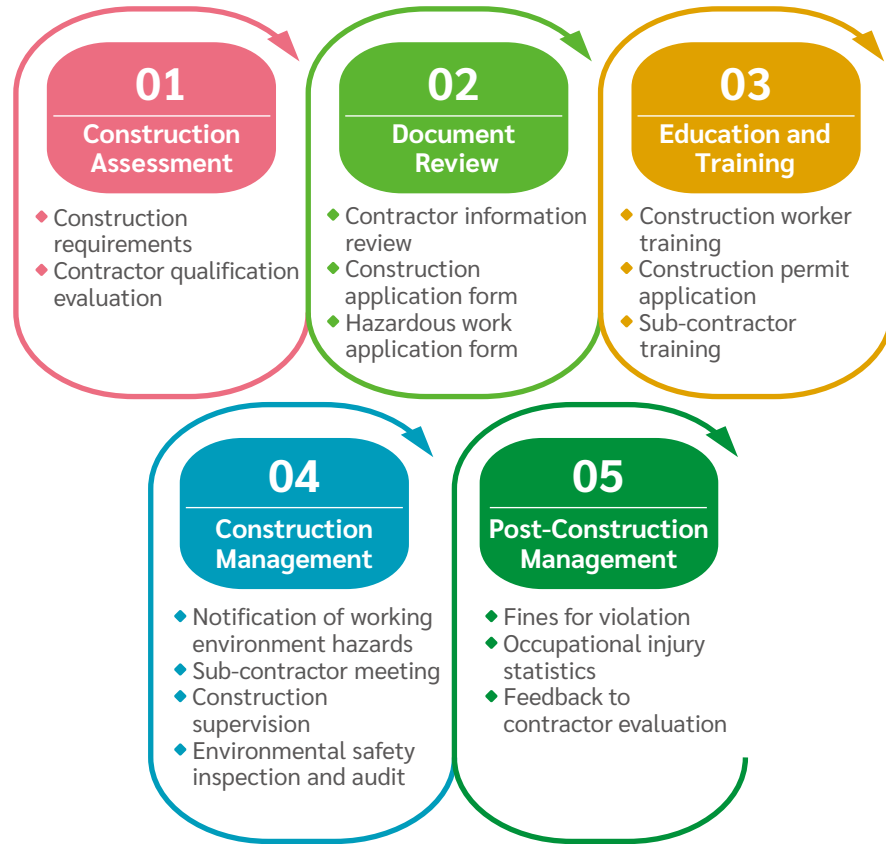 01
Construction
Assessment
◆ Construction
requirements
◆ Contractor qualification
evaluation
02
Document
Review
◆ Contractor information
review
◆ Construction
application form
◆ Hazardous work
application form
03
Education and
Training
◆ Construction worker
training
◆ Construction permit
application
◆ Sub-contractor
training
04
Construction
Management
◆ Notification of working
environment hazards
◆ Sub-contractor meeting
◆ Construction
supervision
◆ Environmental safety
inspection and audit
05
Post-Construction
Management
◆ Fines for violation
◆ Occupational injury
statistics
◆ Feedback to
contractor evaluation